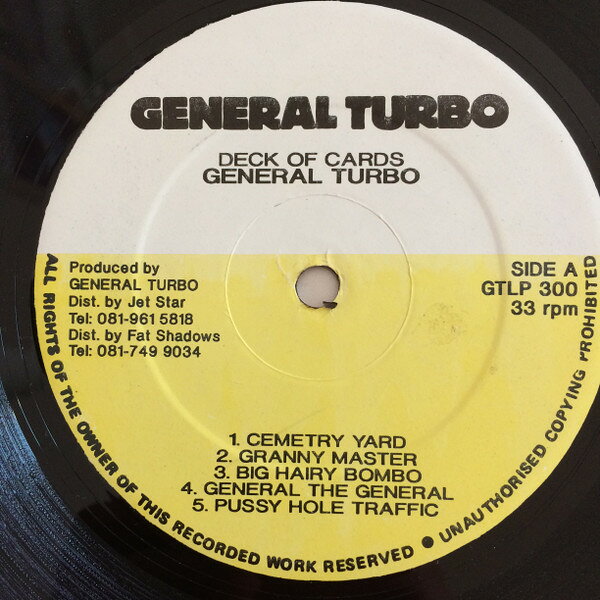 GENERAL TURBO
DECK OF CARDS
GENERAL TURBO
Produced by
GENERAL TURBO
Dist. by Jet Star
Tel: 081-961 5818
Dist. by Fat Shadows
Tel: 081-749 9034
SIDE A
GTLP 300
33 rpm
1. CEMETRY YARD
2. GRANNY MASTER
3. BIG HAIRY BOMBO
4. GENERAL THE GENERAL
5. PUSSY HOLE TRAFFIC
ALL RIGHTS OF THE OWNER OF THIS RECORDED WORK RESERVED ● UNAUTHORISED COPYING PROHIBITED